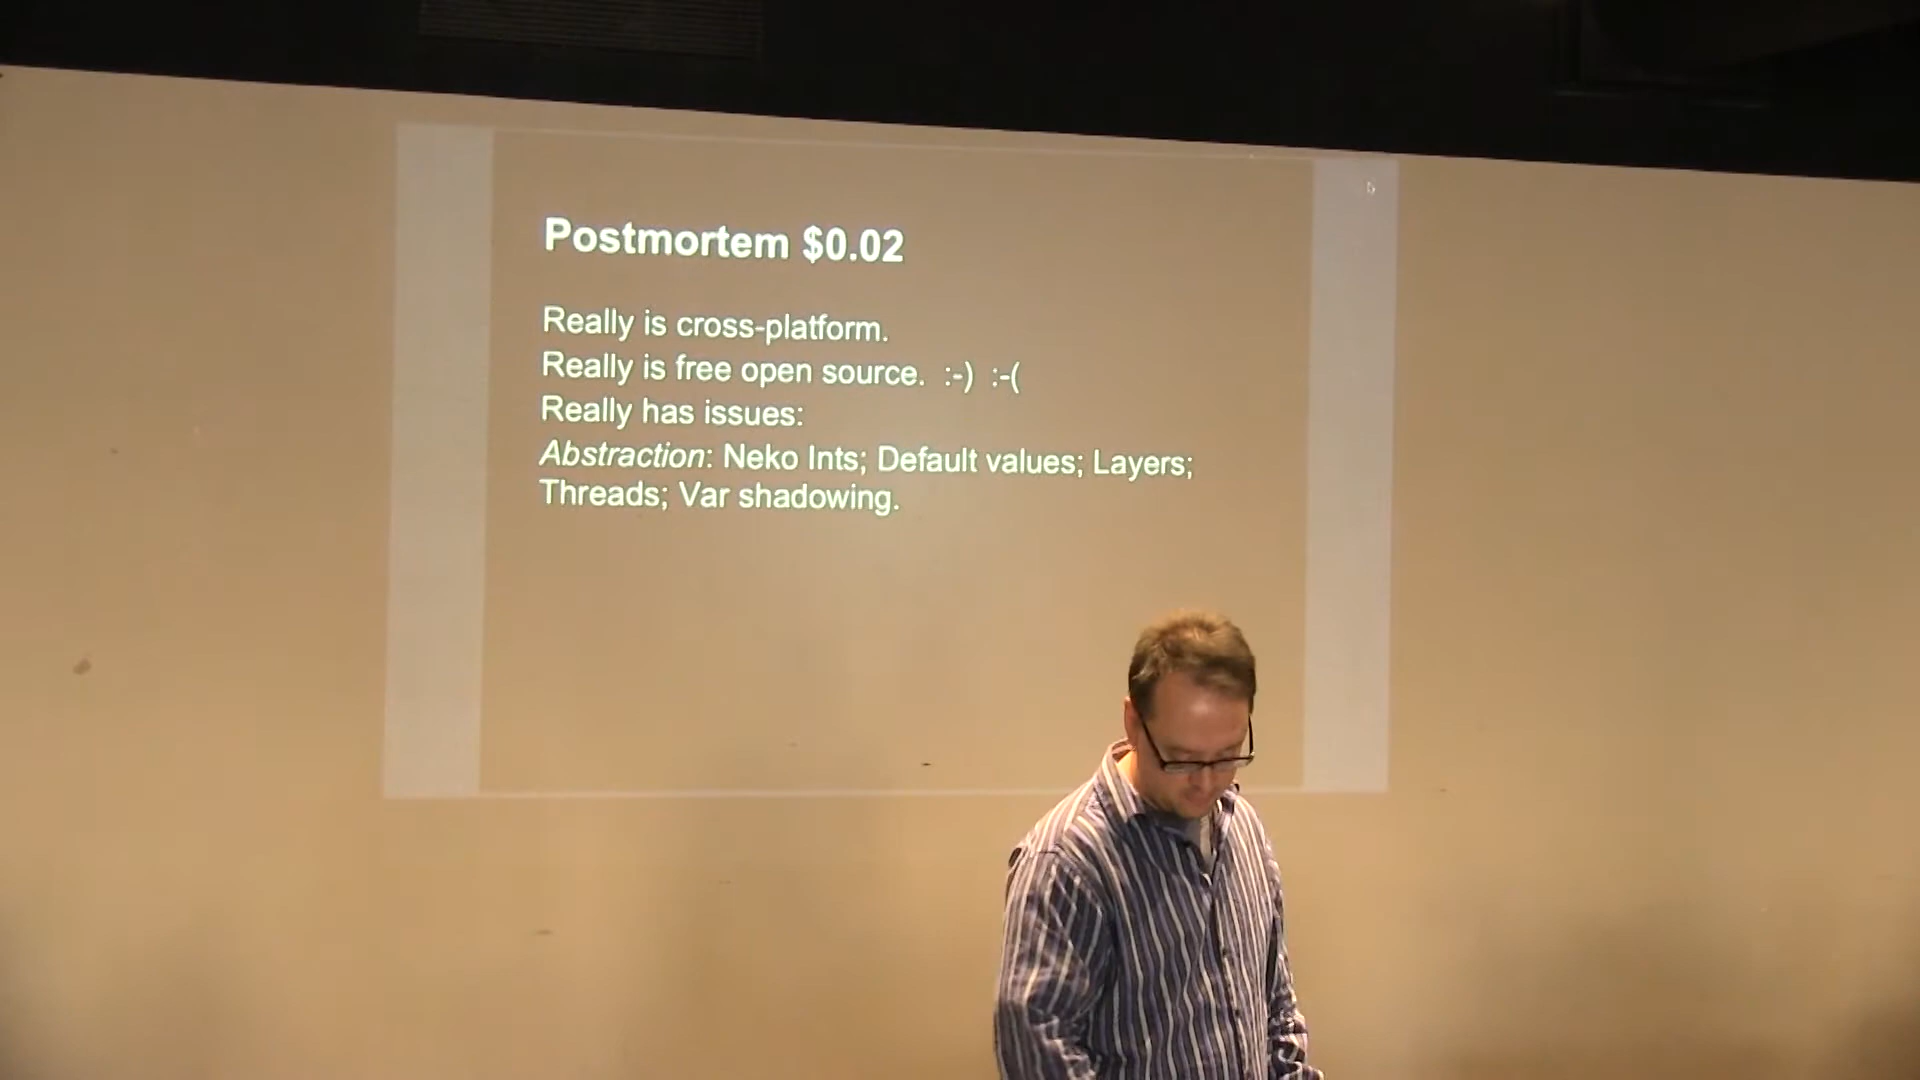 Postmortem $0.02
Really is cross-platform.
Really is free open source.  :-)  :-(
Really has issues:
Abstraction: Neko Ints; Default values; Layers;
Threads; Var shadowing.